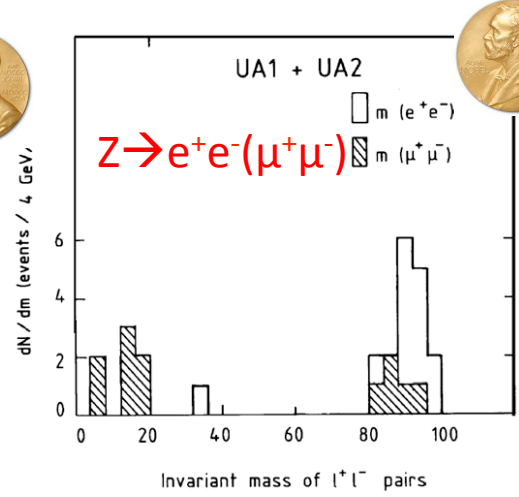 UA1 + UA2
m (e⁺e⁻)
Z→e⁺e⁻(μ⁺μ⁻)
m (μ⁺μ⁻)
dN/dm (events / 4 GeV,
6
4
2
0
0 20 40 60 80 100
Invariant mass of l⁺l⁻ pairs